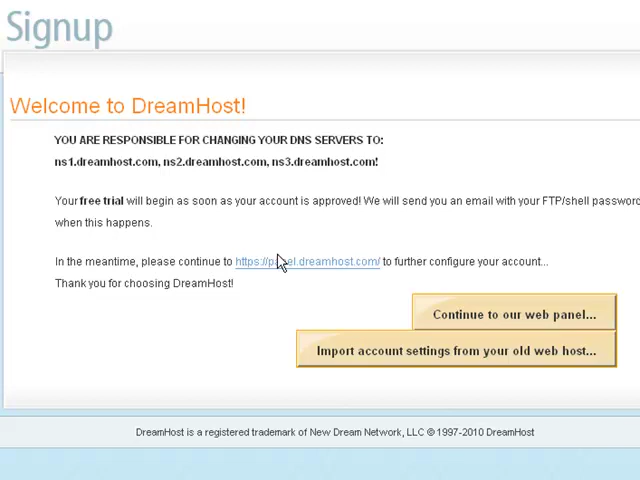 Signup
Welcome to DreamHost!
YOU ARE RESPONSIBLE FOR CHANGING YOUR DNS SERVERS TO:
ns1.dreamhost.com, ns2.dreamhost.com, ns3.dreamhost.com!
Your free trial will begin as soon as your account is approved! We will send you an email with your FTP/shell password
when this happens.
In the meantime, please continue to https://panel.dreamhost.com/ to further configure your account...
Thank you for choosing DreamHost!
Continue to our web panel...
Import account settings from your old web host...
DreamHost is a registered trademark of New Dream Network, LLC © 1997-2010 DreamHost